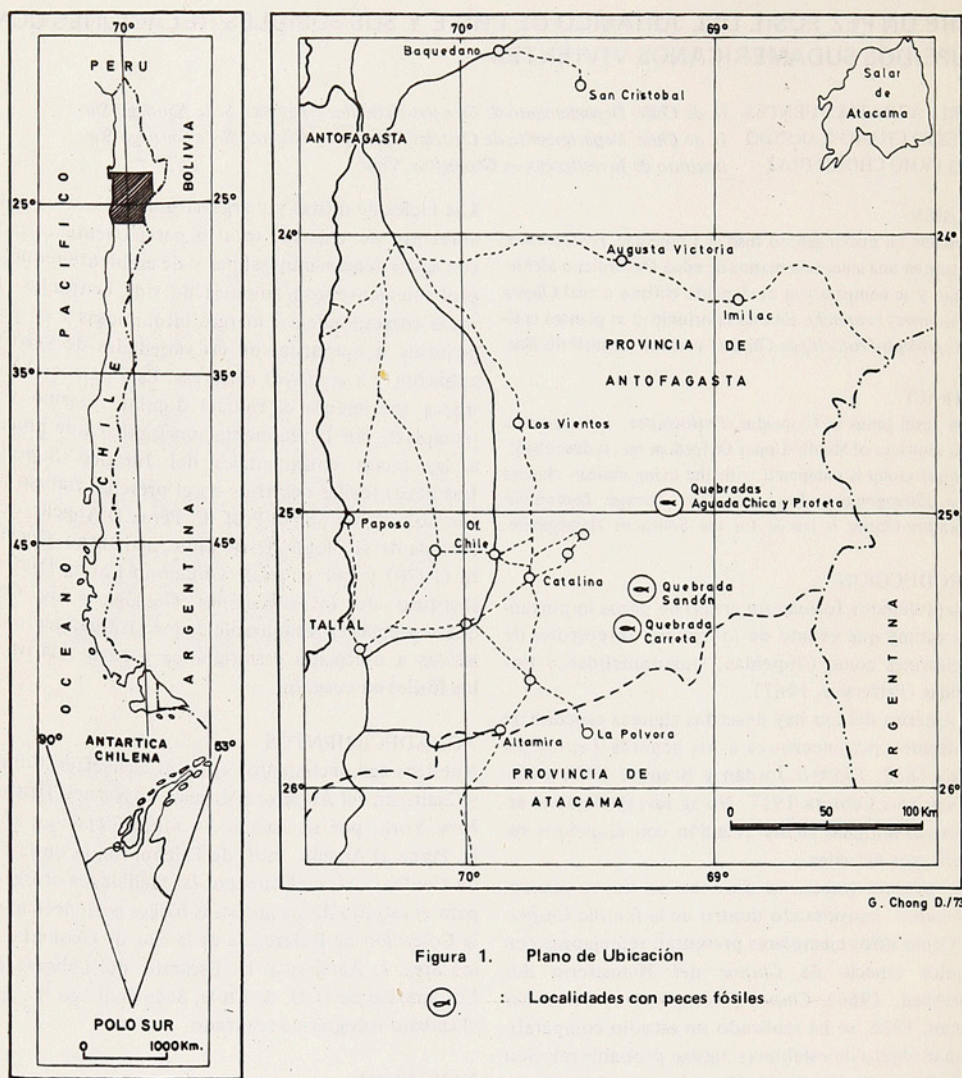 70°
PERU
BOLIVIA
25°
25°
OCEANO PACIFICO
CHILE
35°
35°
45°
45°
ARGENTINA
90°
53°
ANTARTICA
CHILENA
POLO SUR
0 1000 Km.
70°
69°
Baquedano
San Cristobal
Salar
de
Atacama
ANTOFAGASTA
24°
24°
Augusta Victoria
Imilac
PROVINCIA DE
ANTOFAGASTA
Los Vientos
Quebradas
Aguada Chica y Profeta
25°
25°
Paposo
Of.
Chile
Catalina
Quebrada
Sandón
TALTAL
Quebrada
Carreta
ARGENTINA
Altamira
La Polvora
PROVINCIA DE
ATACAMA
26°
26°
0 50 100 Km.
70°
69°
G. Chong D./73
Figura 1. Plano de Ubicación
: Localidades con peces fósiles